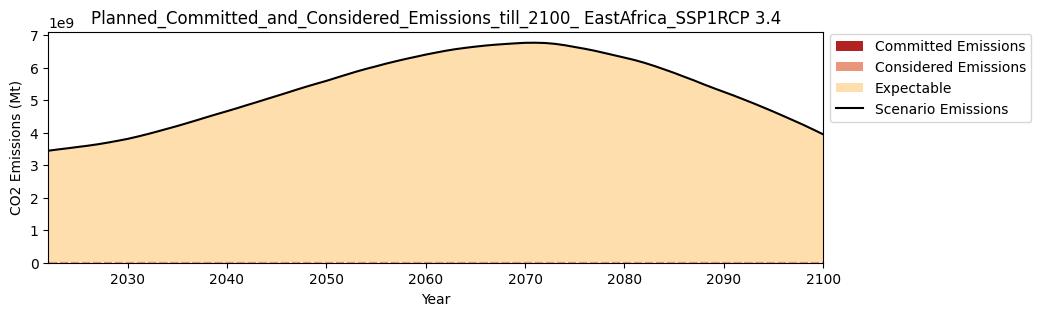 Planned_Committed_and_Considered_Emissions_till_2100_ EastAfrica_SSP1RCP 3.4
1e9
7
6
5
4
3
2
1
0
CO2 Emissions (Mt)
2030 2040 2050 2060 2070 2080 2090 2100
Year
Committed Emissions
Considered Emissions
Expectable
Scenario Emissions